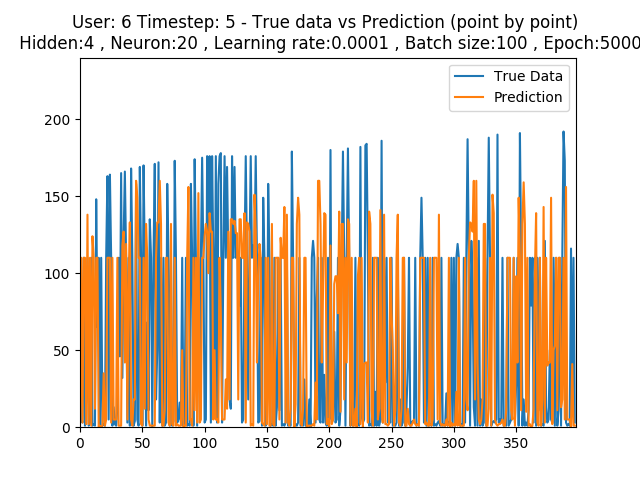 User: 6 Timestep: 5 - True data vs Prediction (point by point)
Hidden:4 , Neuron:20 , Learning rate:0.0001 , Batch size:100 , Epoch:5000
True Data
Prediction
200
150
100
50
0
0 50 100 150 200 250 300 350